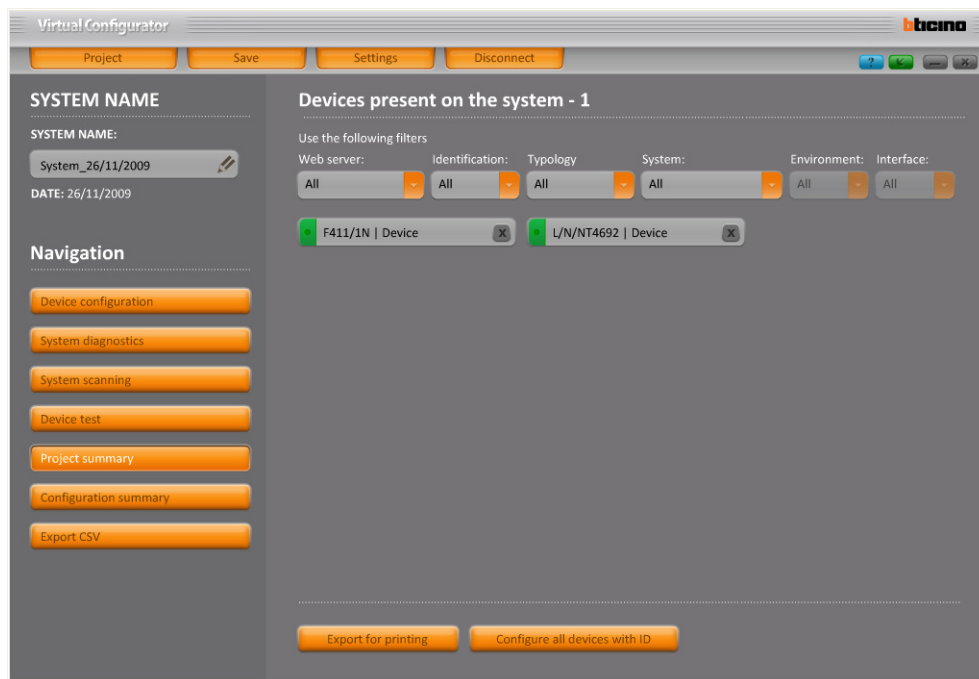 Virtual Configurator
bticino
Project Save Settings Disconnect
?
SYSTEM NAME
SYSTEM NAME:
System_26/11/2009
DATE: 26/11/2009
Navigation
Device configuration
System diagnostics
System scanning
Device test
Project summary
Configuration summary
Export CSV
Devices present on the system - 1
Use the following filters
Web server: Identification: Typology System: Environment: Interface:
All All All All All All
F411/1N | Device X L/N/NT4692 | Device X
Export for printing Configure all devices with ID